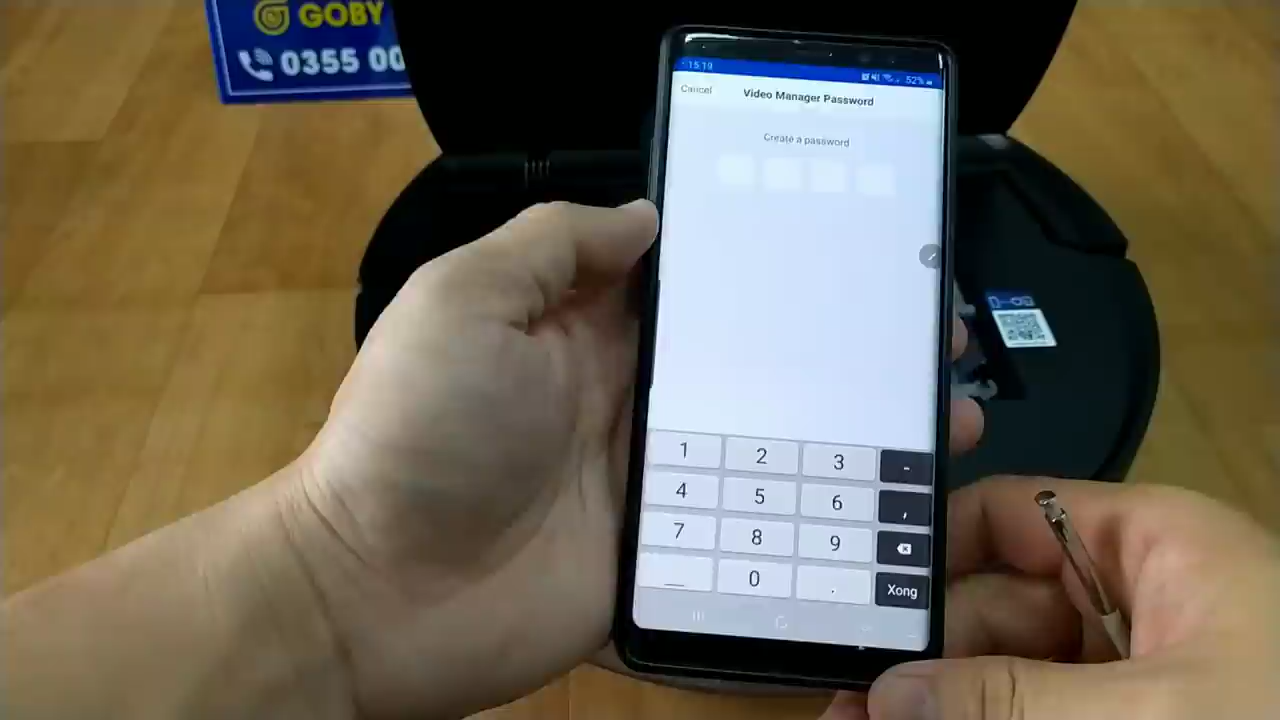 GOBY
0355 00
15:19
52%
Cancel
Video Manager Password
Create a password
1 2 3 -
4 5 6 ,
7 8 9
0 .
Xong